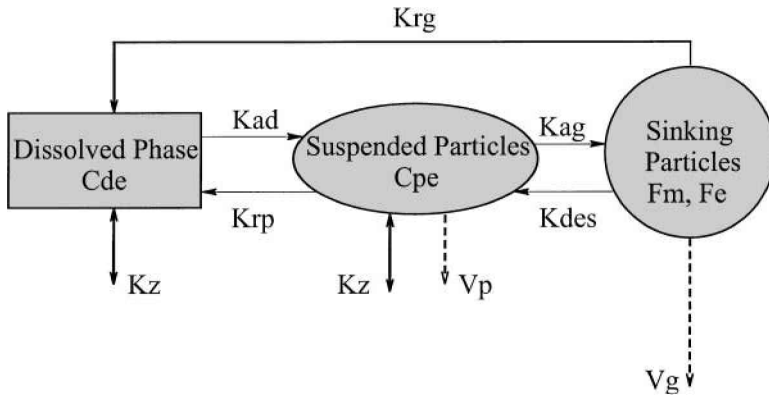 Krg
Dissolved Phase
Cde
Kad
Krp
Suspended Particles
Cpe
Kag
Kdes
Sinking
Particles
Fm, Fe
Kz
Kz
Vp
Vg